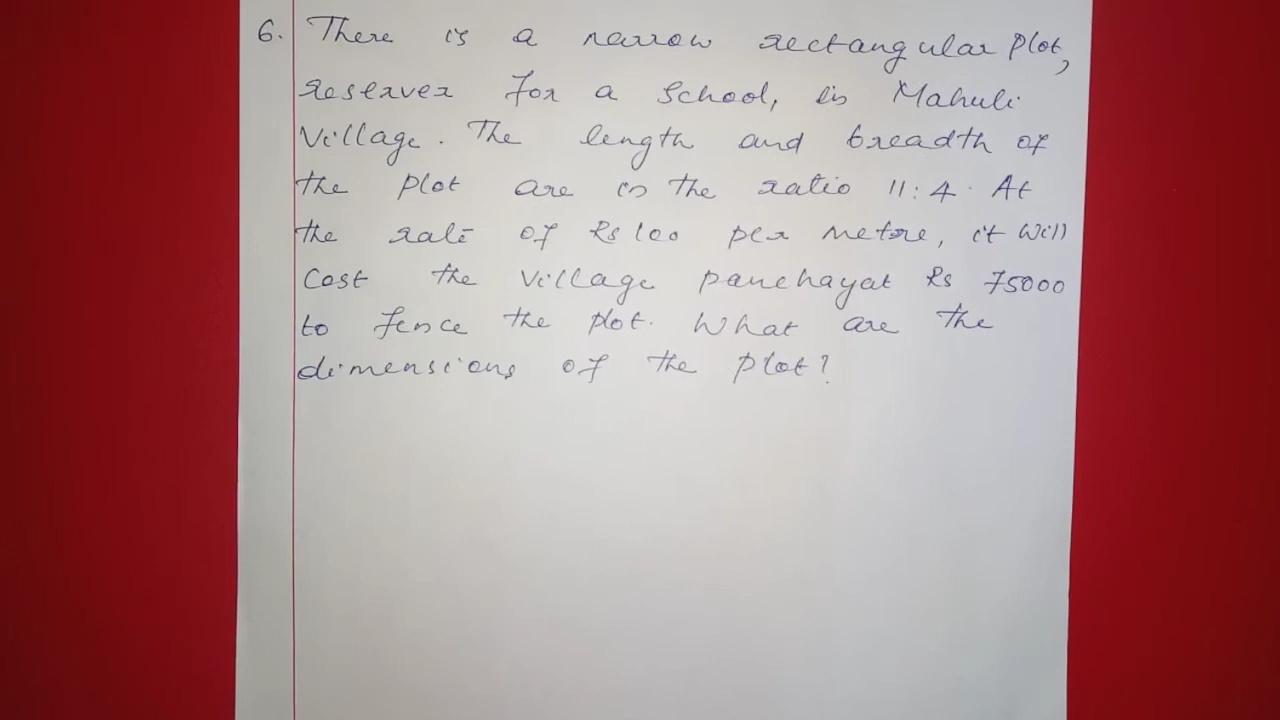 6. There is a narrow rectangular plot,
reserver for a school, in Mahuli
village. The length and breadth of
the plot are in the ratio 11:4. At
the rate of Rs 100 per metre, it will
cost the village panchayat Rs 75000
to fence the plot. What are the
dimensions of the plot?